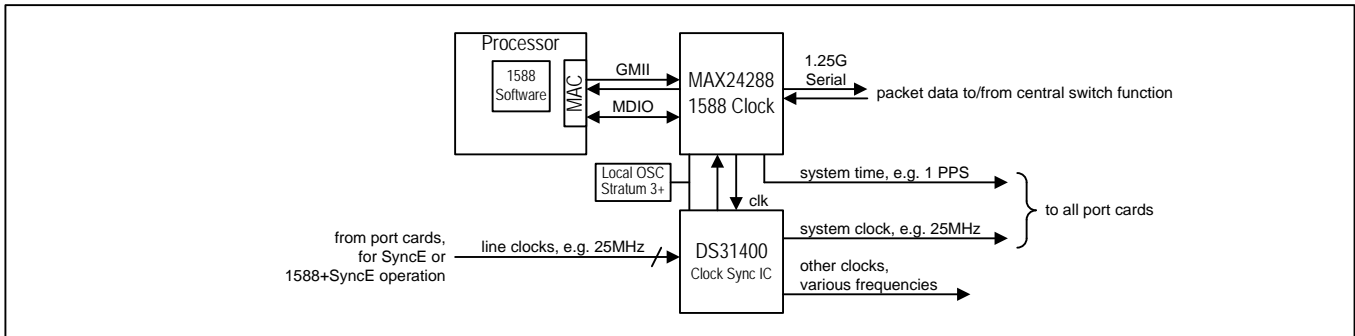 Processor
1588
Software
MAC
GMII
MDIO
MAX24288
1588 Clock
1.25G
Serial
packet data to/from central switch function
Local OSC
Stratum 3+
clk
system time, e.g. 1 PPS
system clock, e.g. 25MHz
to all port cards
from port cards,
for SyncE or
1588+SyncE operation
line clocks, e.g. 25MHz
DS31400
Clock Sync IC
other clocks,
various frequencies